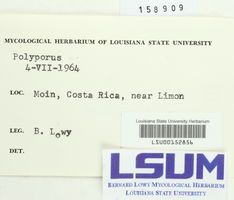 158909
MYCOLOGICAL HERBARIUM OF LOUISIANA STATE UNIVERSITY
Polyporus
4-VII-1964
LOC. Moin, Costa Rica, near Limon
Louisiana State University Herbarium
LEG. B. Lowy
LSU00152856
DET.
LSUM
BERNARD LOWY MYCOLOGICAL HERBARIUM
LOUISIANA STATE UNIVERSITY